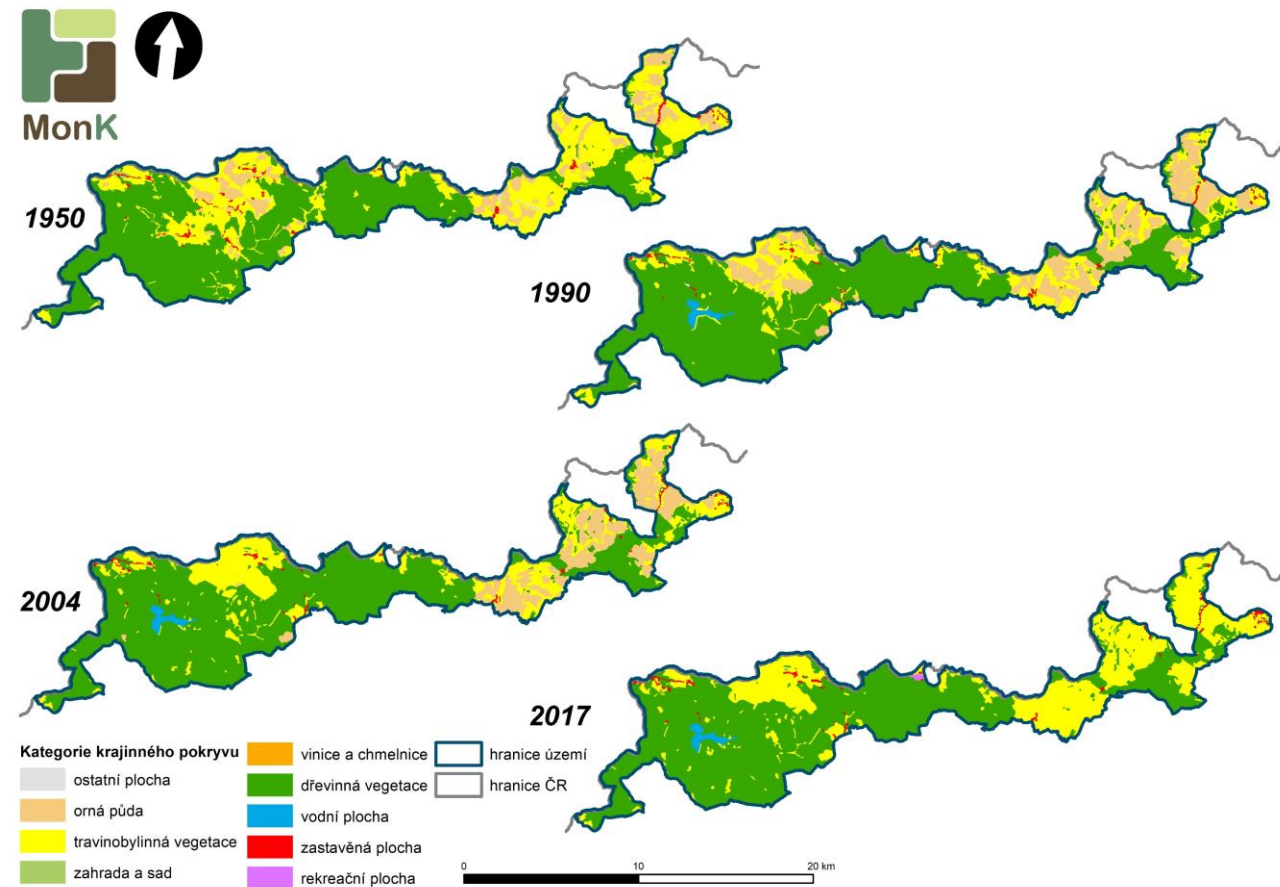 MonK
1950
1990
2004
2017
Kategorie krajinného pokryvu
ostatní plocha
orná půda
travinobylinná vegetace
zahrada a sad
vinice a chmelnice
dřevinná vegetace
vodní plocha
zastavěná plocha
rekreační plocha
hranice území
hranice ČR
0 10 20 km